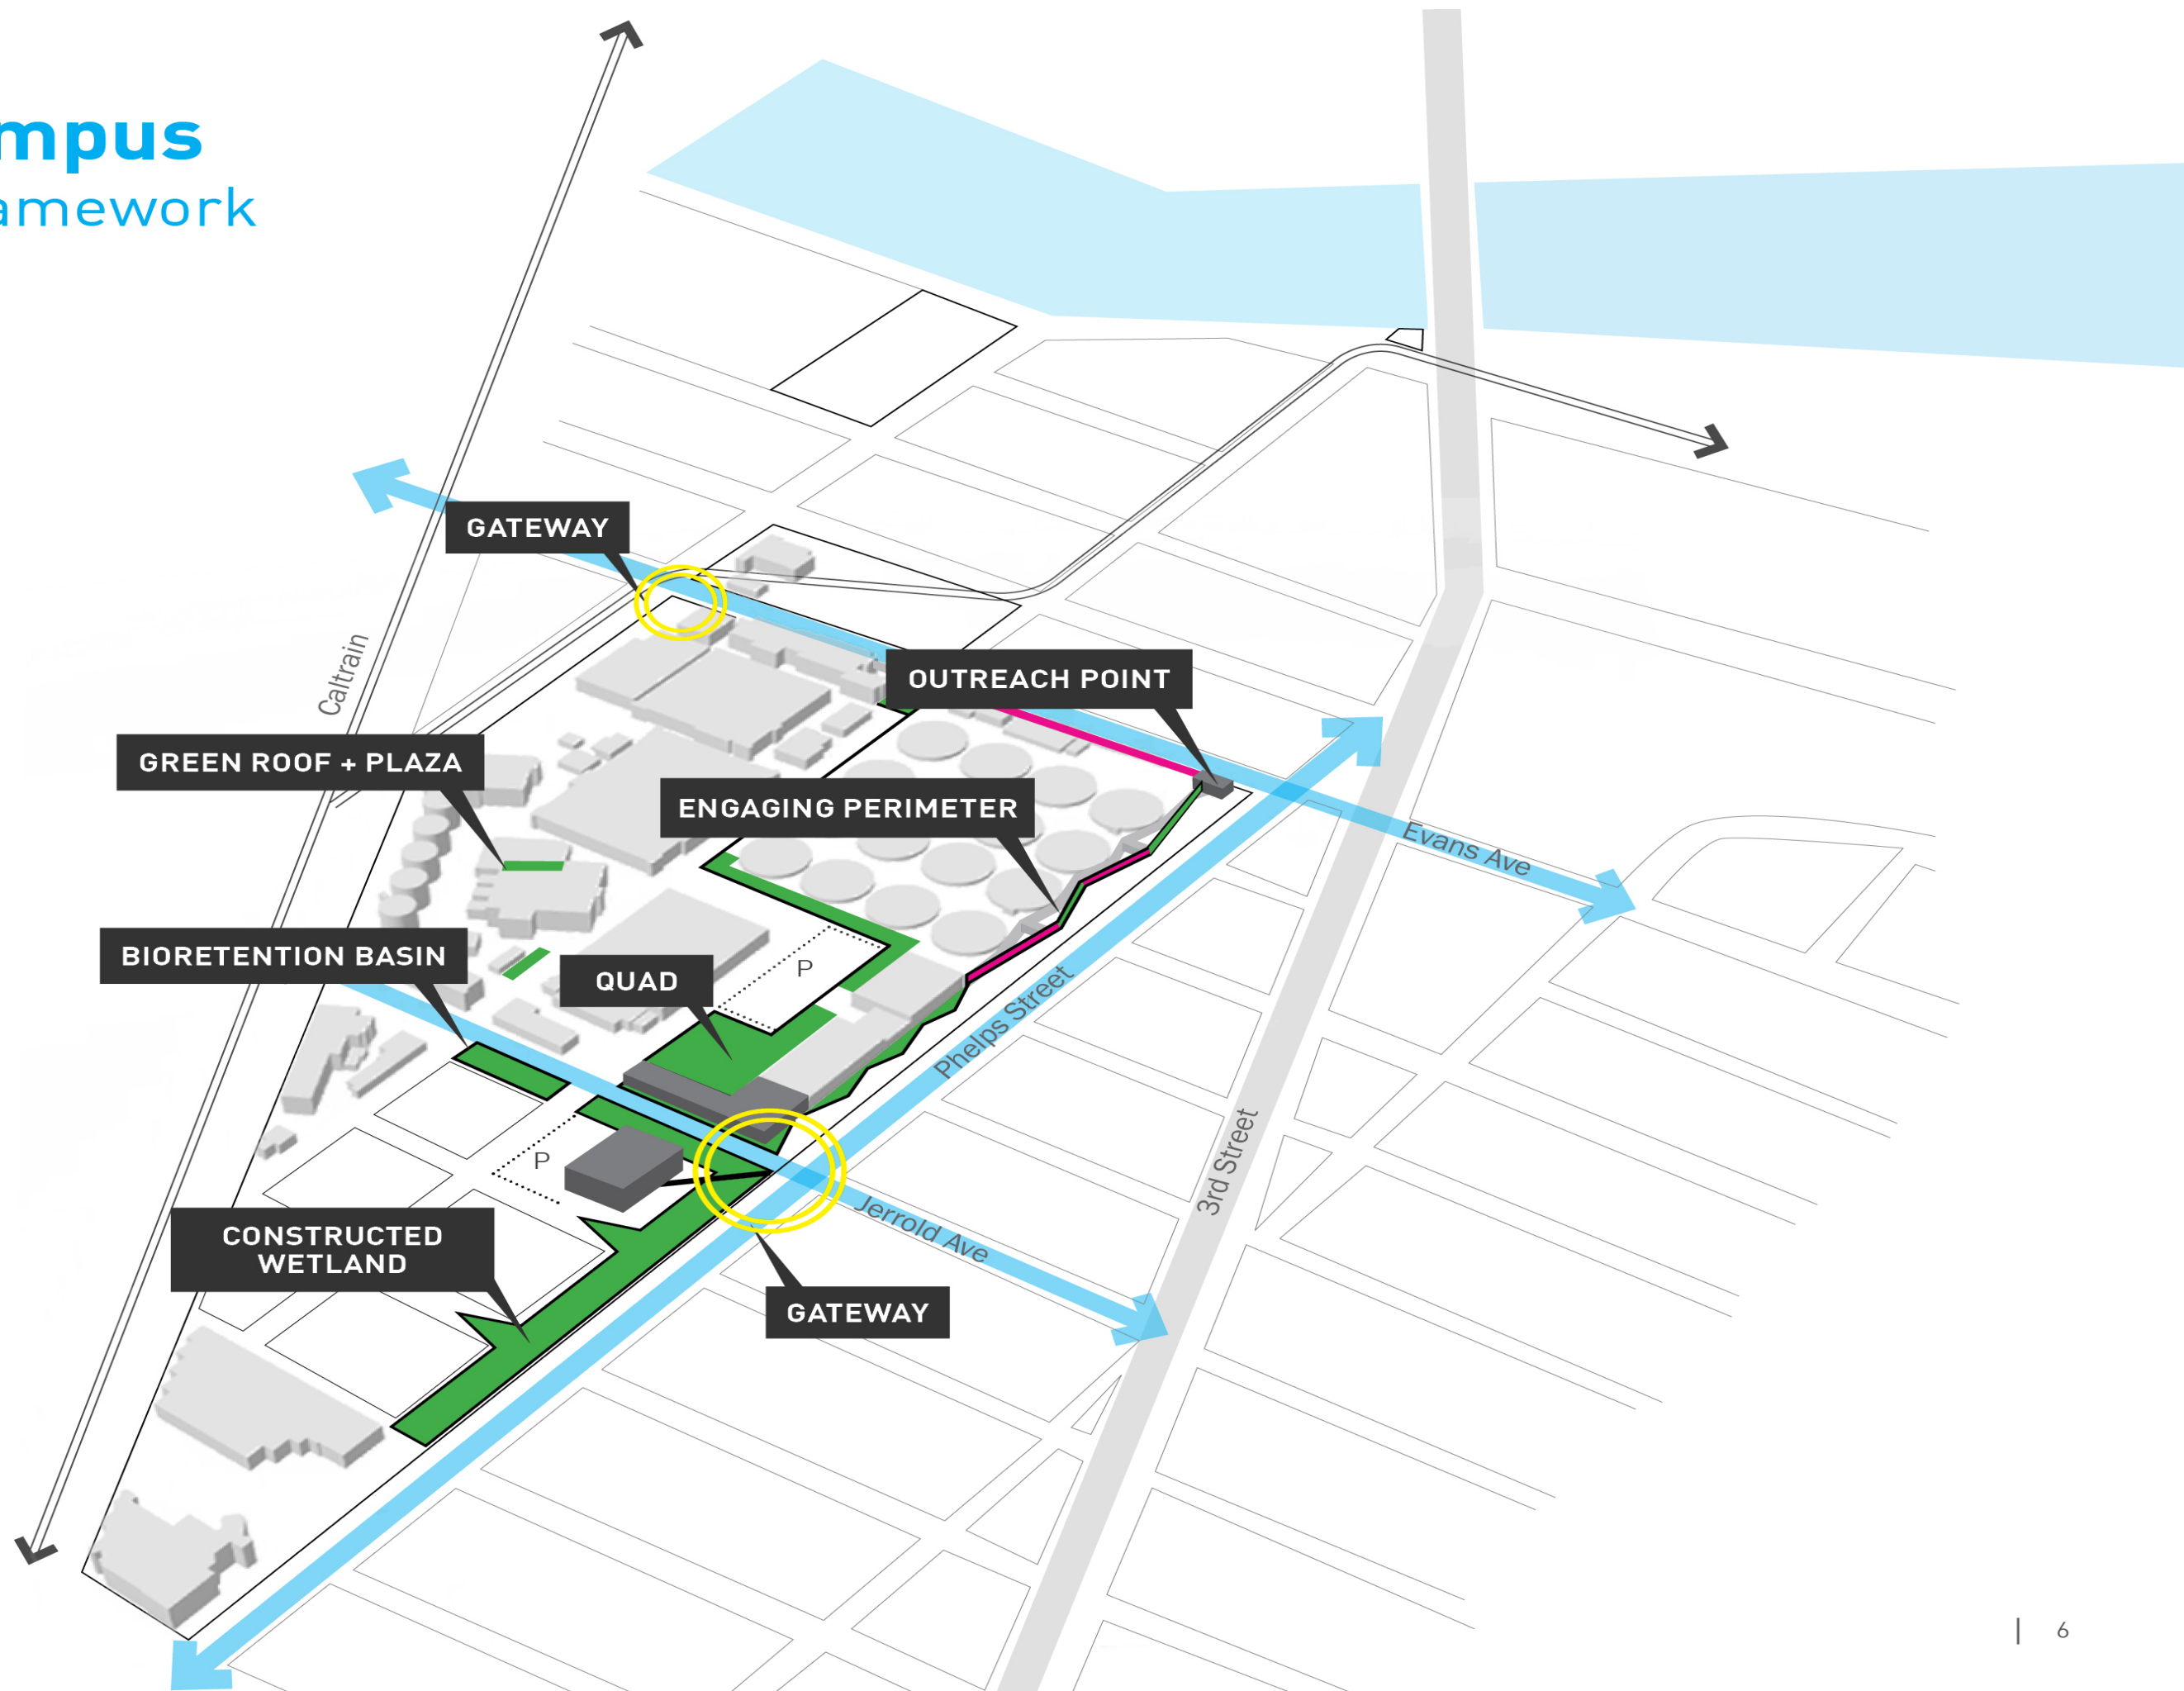 mpus
amework
GATEWAY
OUTREACH POINT
Caltrain
GREEN ROOF + PLAZA
ENGAGING PERIMETER
Evans Ave
BIORETENTION BASIN
QUAD
P
Phelps Street
P
3rd Street
CONSTRUCTED
WETLAND
Jerrold Ave
GATEWAY
| 6